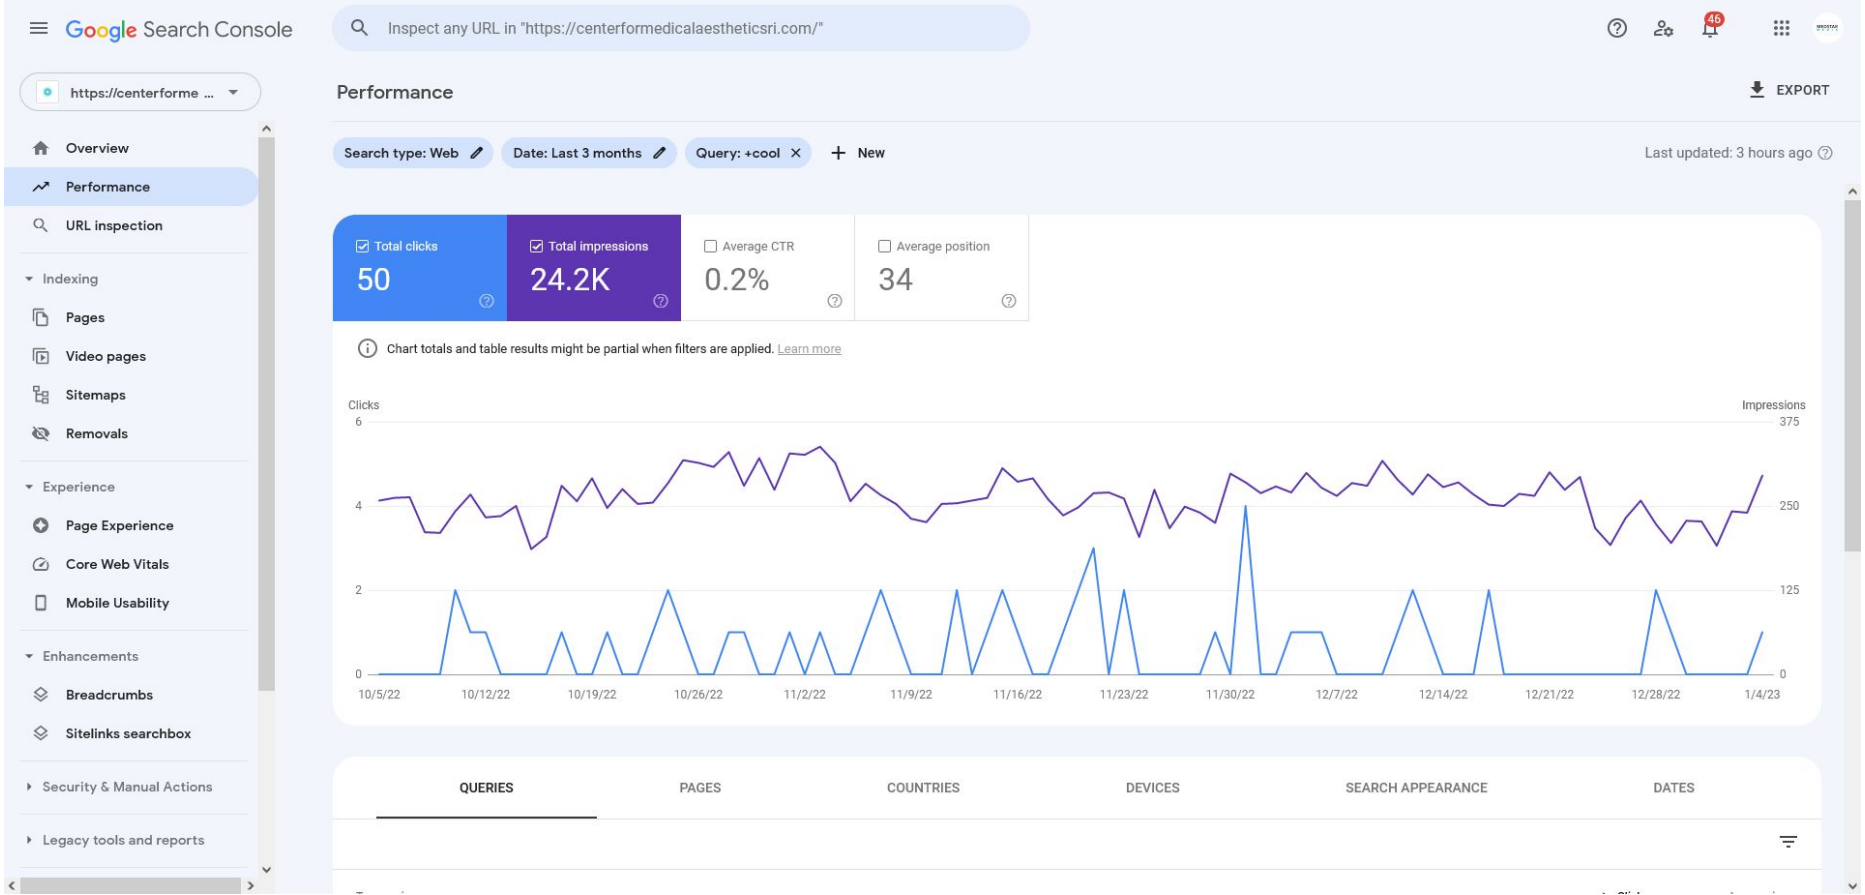 Google Search Console
Inspect any URL in "https://centerformedicalaestheticsri.com/"
46
https://centerforme ...
Performance
EXPORT
Overview
Performance
URL inspection
Indexing
Pages
Video pages
Sitemaps
Removals
Experience
Page Experience
Core Web Vitals
Mobile Usability
Enhancements
Breadcrumbs
Sitelinks searchbox
Security & Manual Actions
Legacy tools and reports
Search type: Web
Date: Last 3 months
Query: +cool
New
Last updated: 3 hours ago
Total clicks
50
Total impressions
24.2K
Average CTR
0.2%
Average position
34
Chart totals and table results might be partial when filters are applied. Learn more
Clicks
Impressions
6
375
4
250
2
125
0
0
10/5/22 10/12/22 10/19/22 10/26/22 11/2/22 11/9/22 11/16/22 11/23/22 11/30/22 12/7/22 12/14/22 12/21/22 12/28/22 1/4/23
QUERIES PAGES COUNTRIES DEVICES SEARCH APPEARANCE DATES